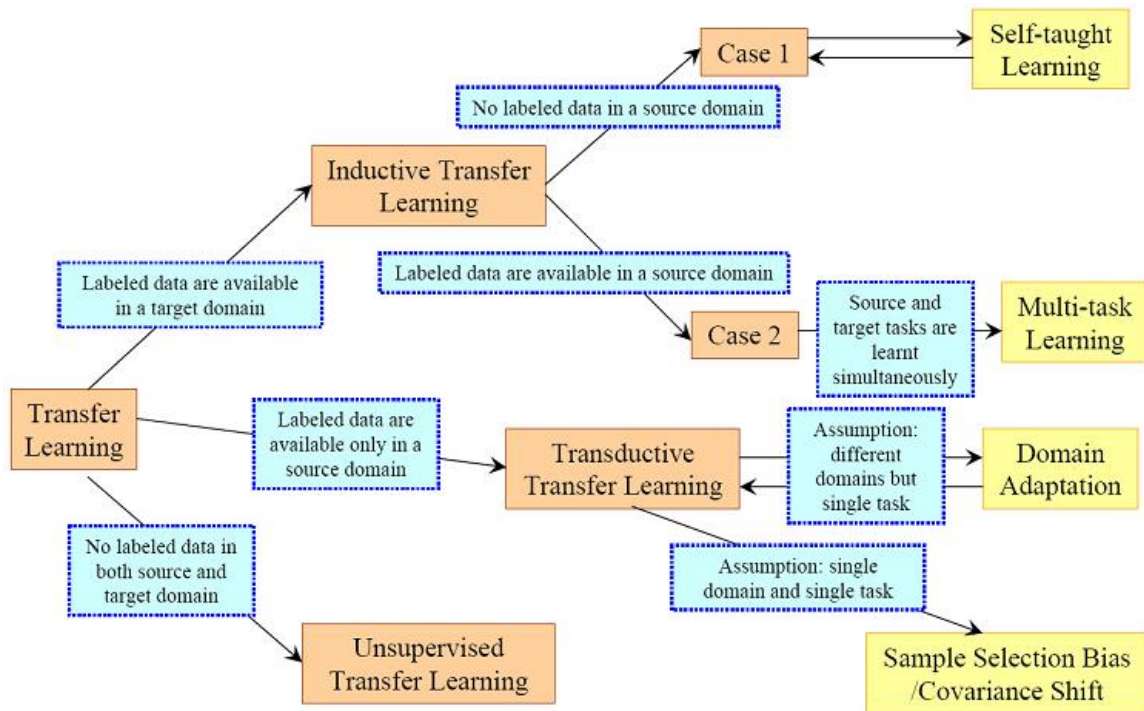 Case 1
Self-taught
Learning
No labeled data in a source domain
Inductive Transfer
Learning
Labeled data are available
in a target domain
Labeled data are available in a source domain
Case 2
Source and
target tasks are
learnt
simultaneously
Multi-task
Learning
Transfer
Learning
Labeled data are
available only in a
source domain
Transductive
Transfer Learning
Assumption:
different
domains but
single task
Domain
Adaptation
No labeled data in
both source and
target domain
Assumption: single
domain and single task
Unsupervised
Transfer Learning
Sample Selection Bias
/Covariance Shift